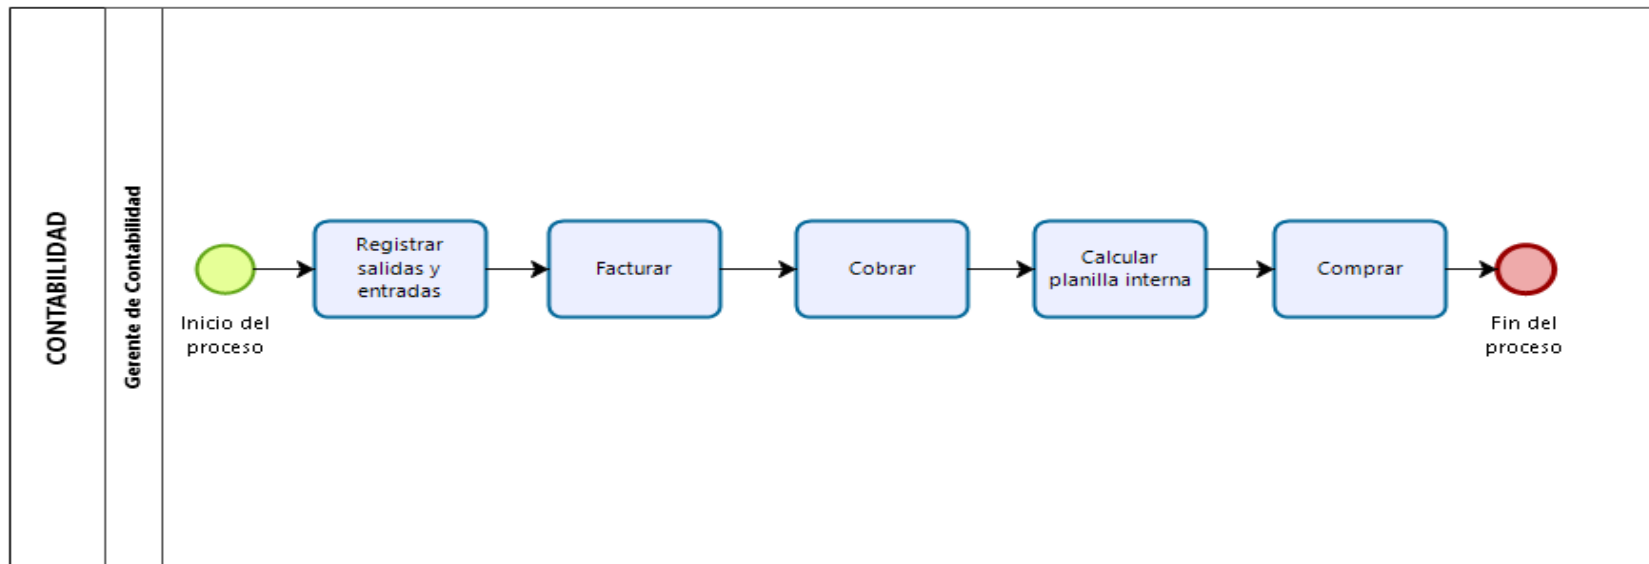 CONTABILIDAD
Gerente de Contabilidad
Inicio del
proceso
Registrar
salidas y
entradas
Facturar
Cobrar
Calcular
planilla interna
Comprar
Fin del
proceso